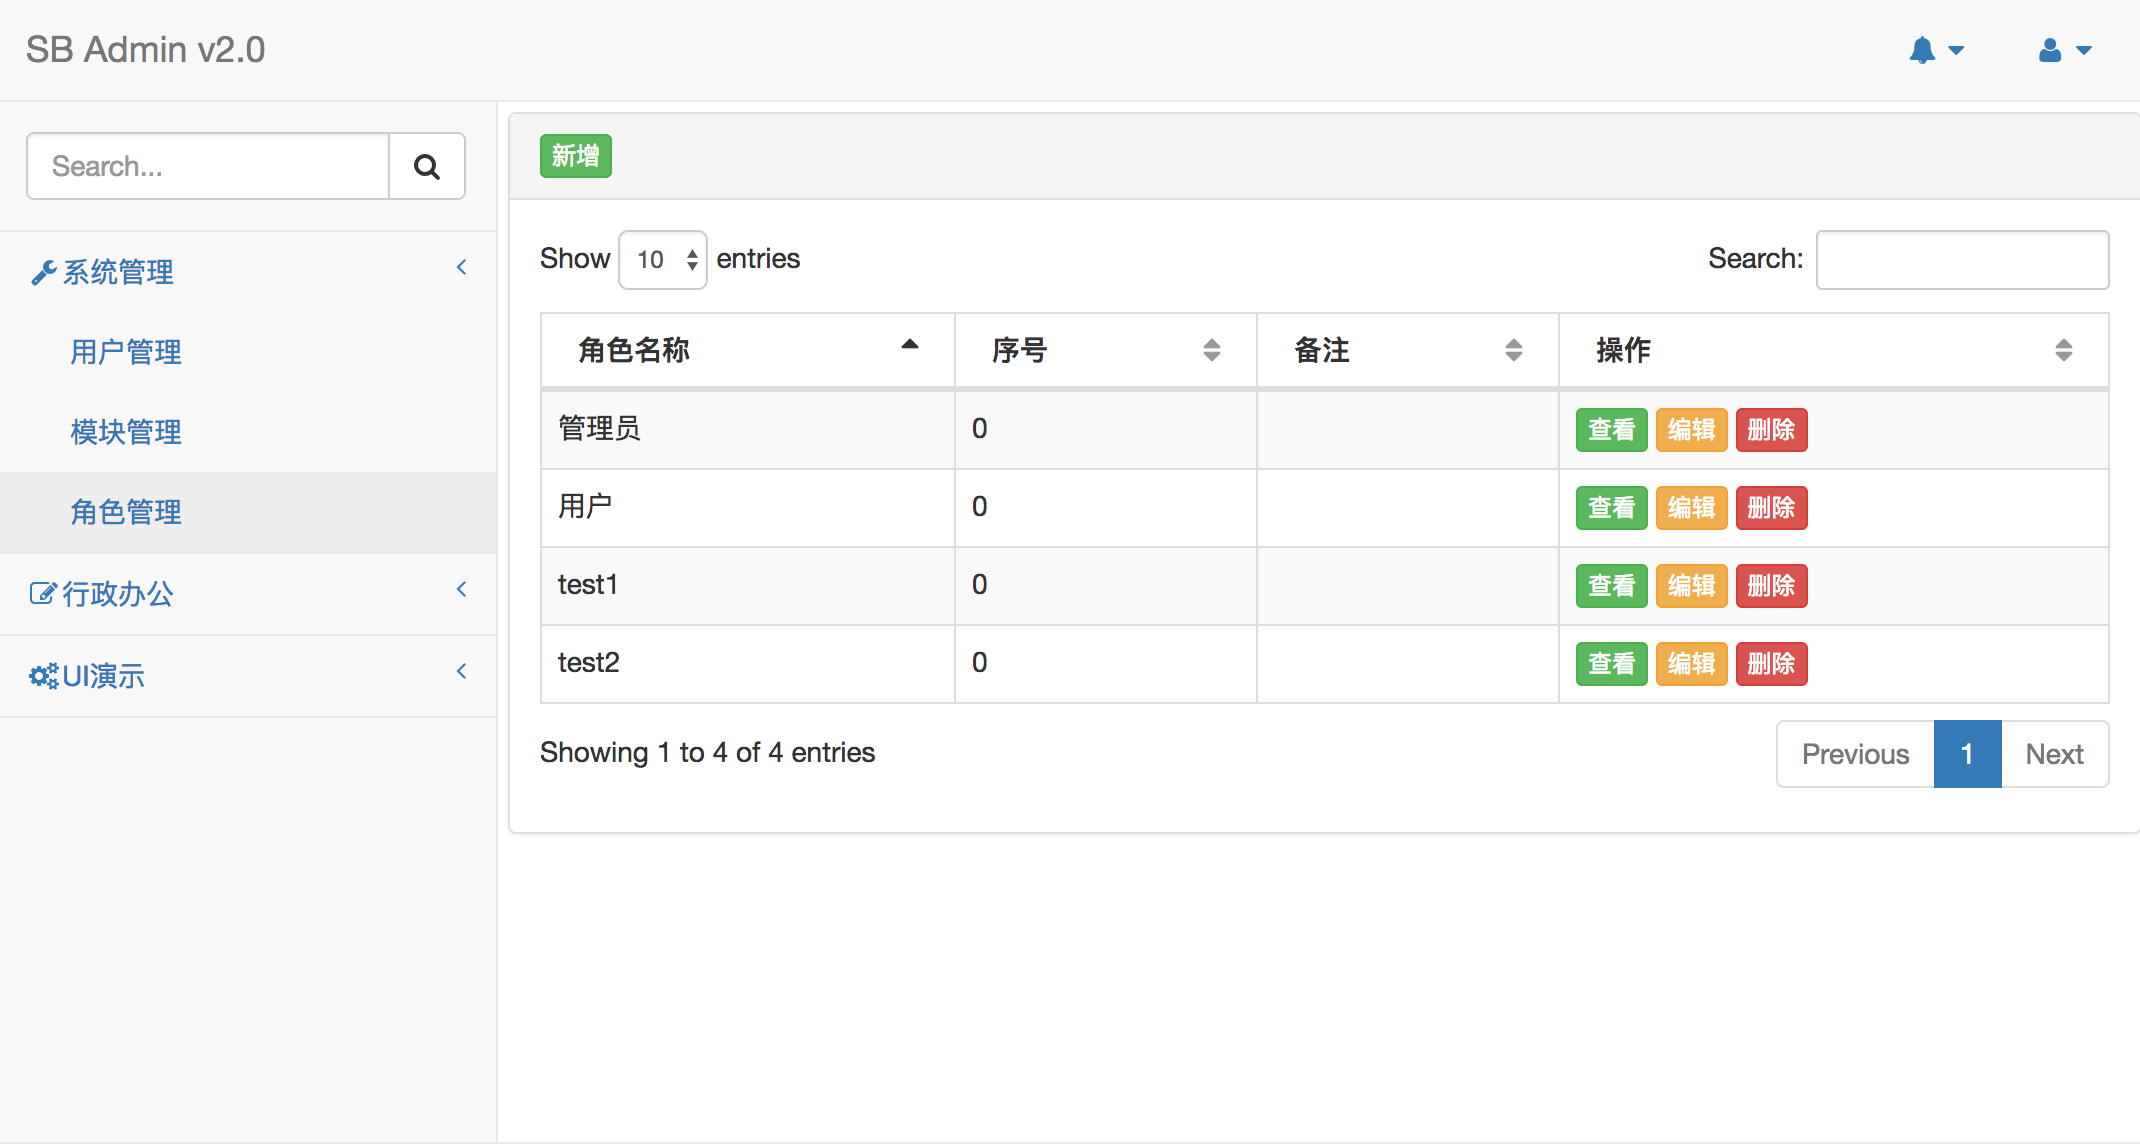 SB Admin v2.0
Search...
系统管理
用户管理
模块管理
角色管理
行政办公
UI演示
新增
Show 10 entries
Search:
角色名称 序号 备注 操作
管理员 0 查看 编辑 删除
用户 0 查看 编辑 删除
test1 0 查看 编辑 删除
test2 0 查看 编辑 删除
Showing 1 to 4 of 4 entries
Previous 1 Next